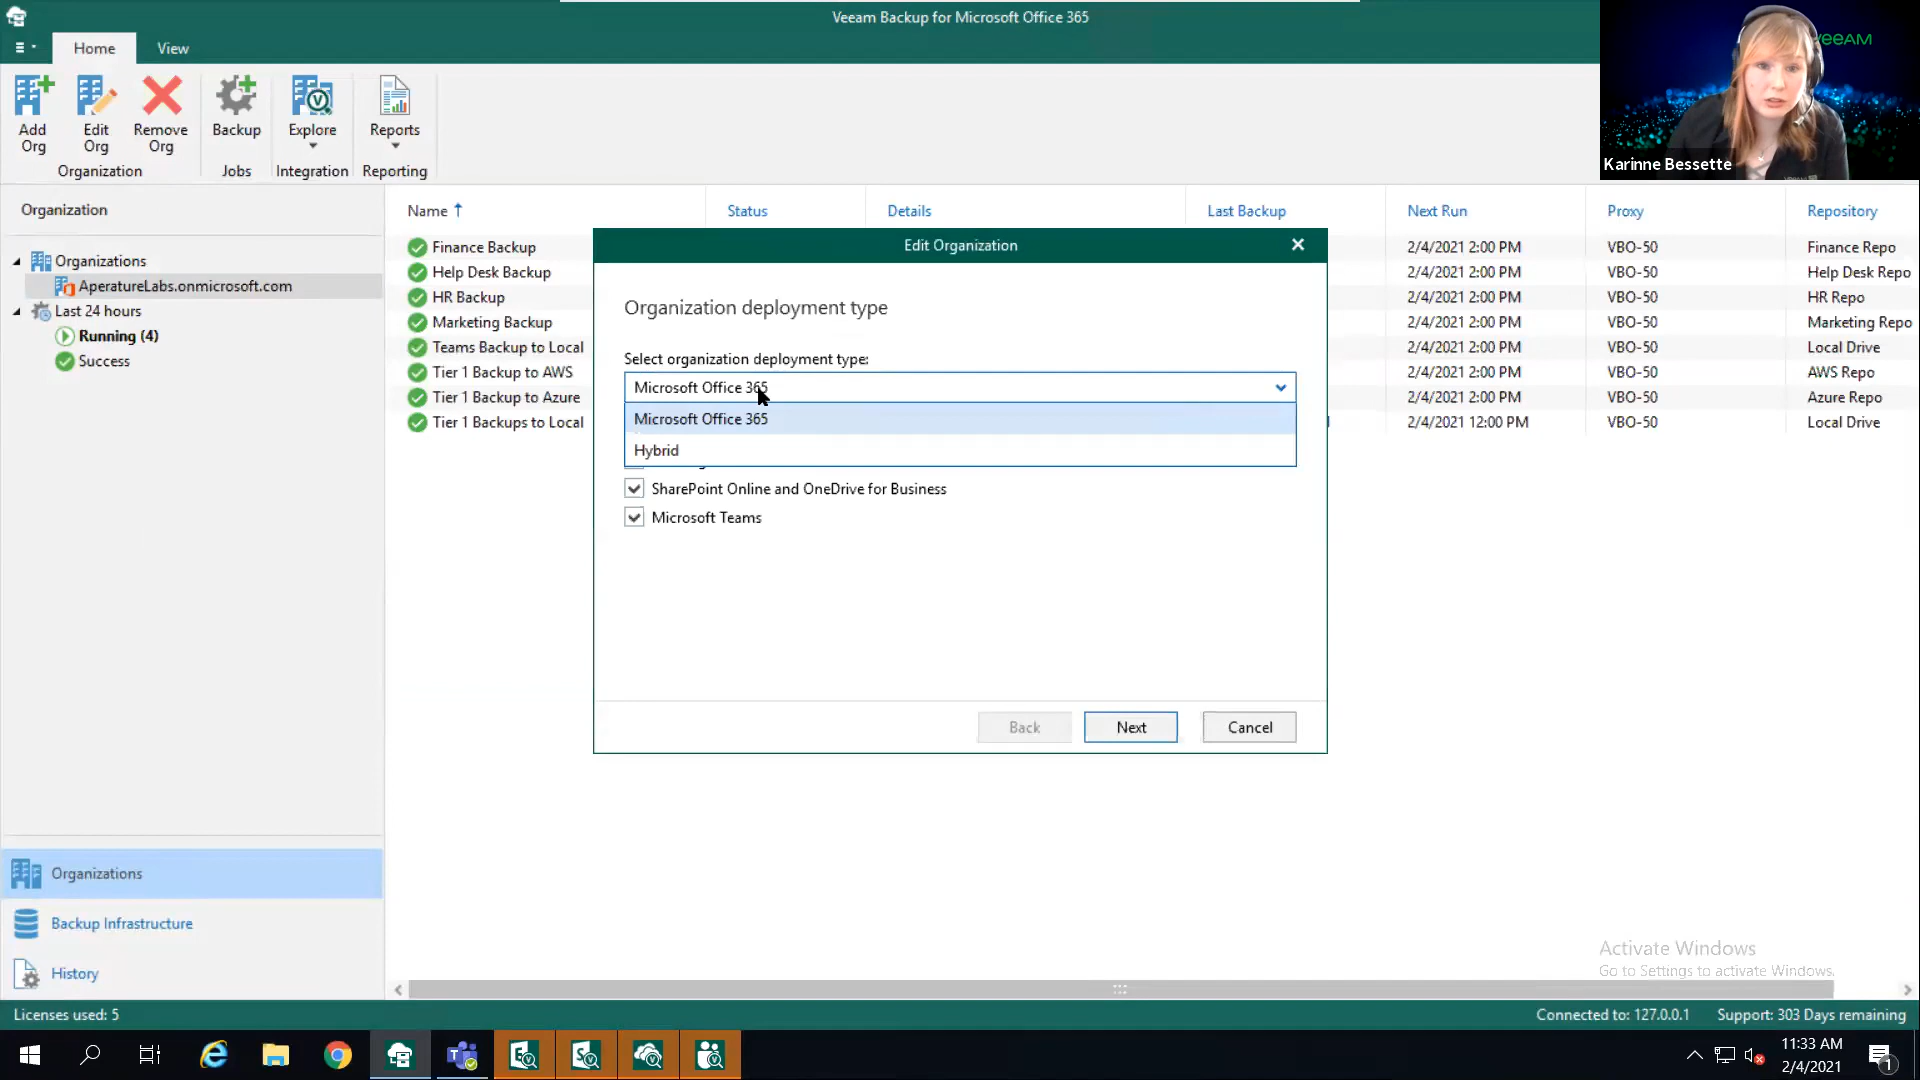 Veeam Backup for Microsoft Office 365
Home
View
Add Org
Edit Org
Remove Org
Backup
Explore
Reports
Organization
Jobs
Integration
Reporting
VeeAM
Karinne Bessette
Organization
Organizations
AperatureLabs.onmicrosoft.com
Last 24 hours
Running (4)
Success
Name Status Details Last Backup Next Run Proxy Repository
Finance Backup 2/4/2021 2:00 PM VBO-50 Finance Repo
Help Desk Backup 2/4/2021 2:00 PM VBO-50 Help Desk Repo
HR Backup 2/4/2021 2:00 PM VBO-50 HR Repo
Marketing Backup 2/4/2021 2:00 PM VBO-50 Marketing Repo
Teams Backup to Local 2/4/2021 2:00 PM VBO-50 Local Drive
Tier 1 Backup to AWS 2/4/2021 2:00 PM VBO-50 AWS Repo
Tier 1 Backup to Azure 2/4/2021 2:00 PM VBO-50 Azure Repo
Tier 1 Backups to Local 2/4/2021 12:00 PM VBO-50 Local Drive
Edit Organization
Organization deployment type
Select organization deployment type:
Microsoft Office 365
Microsoft Office 365
Hybrid
SharePoint Online and OneDrive for Business
Microsoft Teams
Back Next Cancel
Organizations
Backup Infrastructure
History
Activate Windows
Go to Settings to activate Windows.
Licenses used: 5
Connected to: 127.0.0.1
Support: 303 Days remaining
11:33 AM
2/4/2021
1